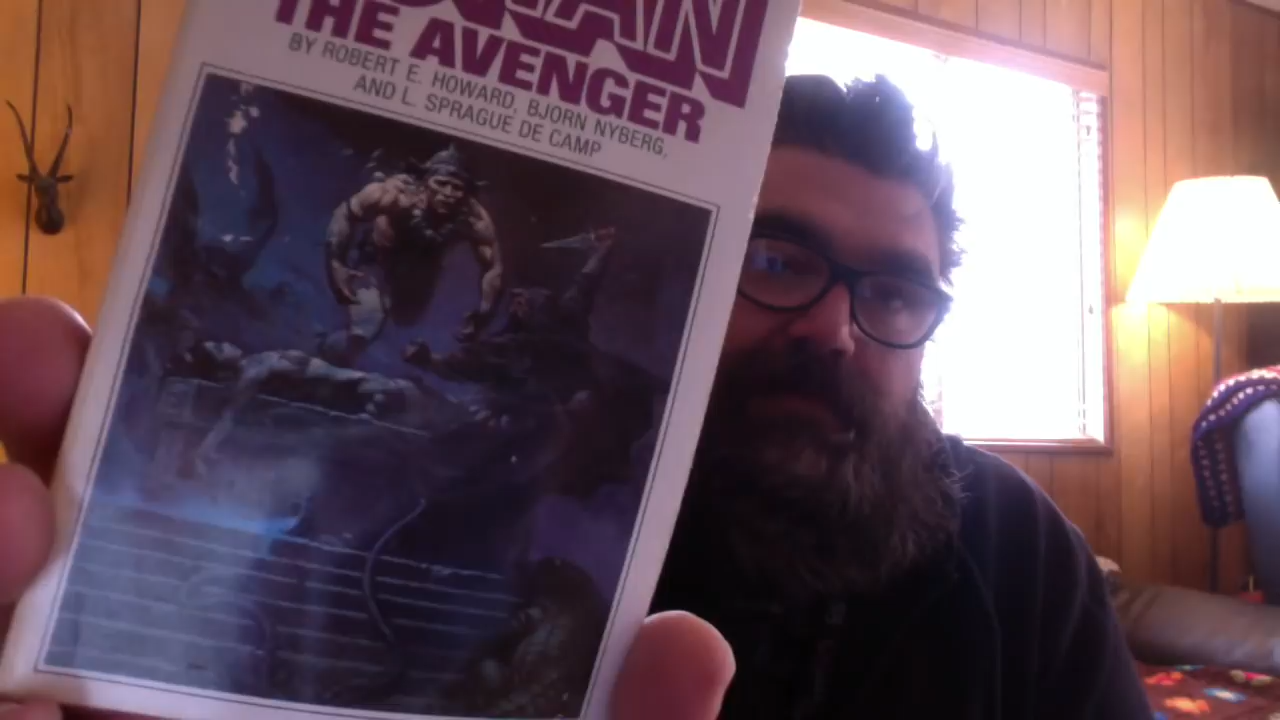 THE AVENGER
BY ROBERT E. HOWARD, BJORN NYBERG,
AND L. SPRAGUE DE CAMP